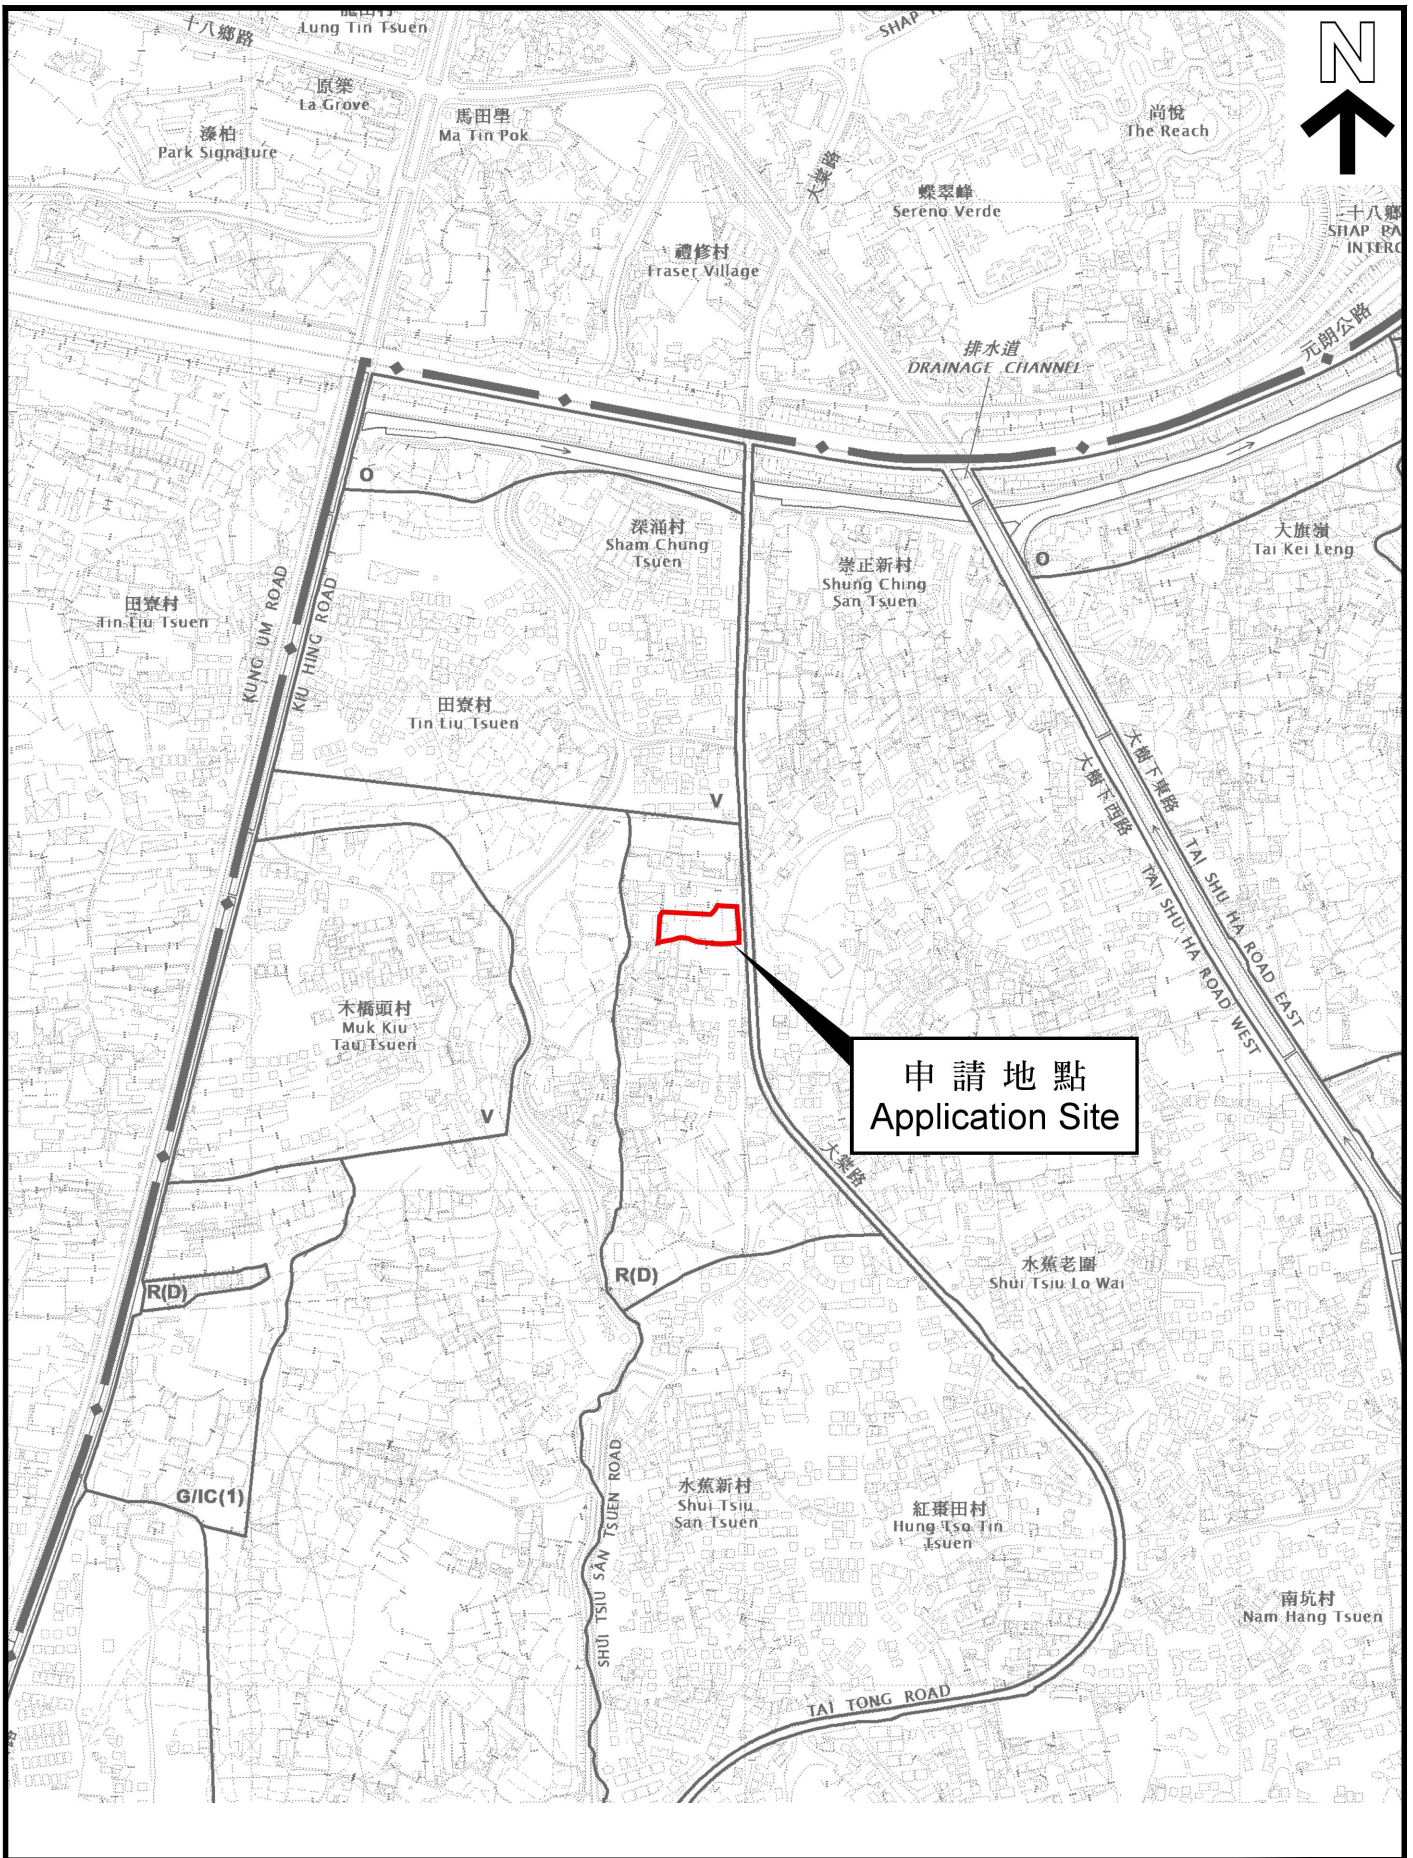 Lung Tin Tsuen
十八鄉路
N
原築
La Grove
馬田壆
Ma Tin Pok
溱柏
Park Signature
尚悅
The Reach
大棠路
蝶翠峰
Sereno Verde
十八鄉
禮修村
Fraser Village
元朗公路
排水道
DRAINAGE CHANNEL
O
深涌村
Sham Chung
Tsuen
崇正新村
Shung Ching
San Tsuen
大旗嶺
Tai Kei Leng
O
田寮村
Tin Liu Tsuen
KUNG UM ROAD
KIU HING ROAD
田寮村
Tin Liu Tsuen
大樹下東路
TAI SHU HA ROAD EAST
大樹下西路
TAI SHU HA ROAD WEST
V
木橋頭村
Muk Kiu
Tau Tsuen
V
申請地點
Application Site
大棠路
水蕉老圍
Shui Tsiu Lo Wai
R(D)
R(D)
SHUI TSIU SAN TSUEN ROAD
水蕉新村
Shui Tsiu
San Tsuen
G/IC(1)
紅棗田村
Hung Tso Tin
Tsuen
南坑村
Nam Hang Tsuen
TAI TONG ROAD